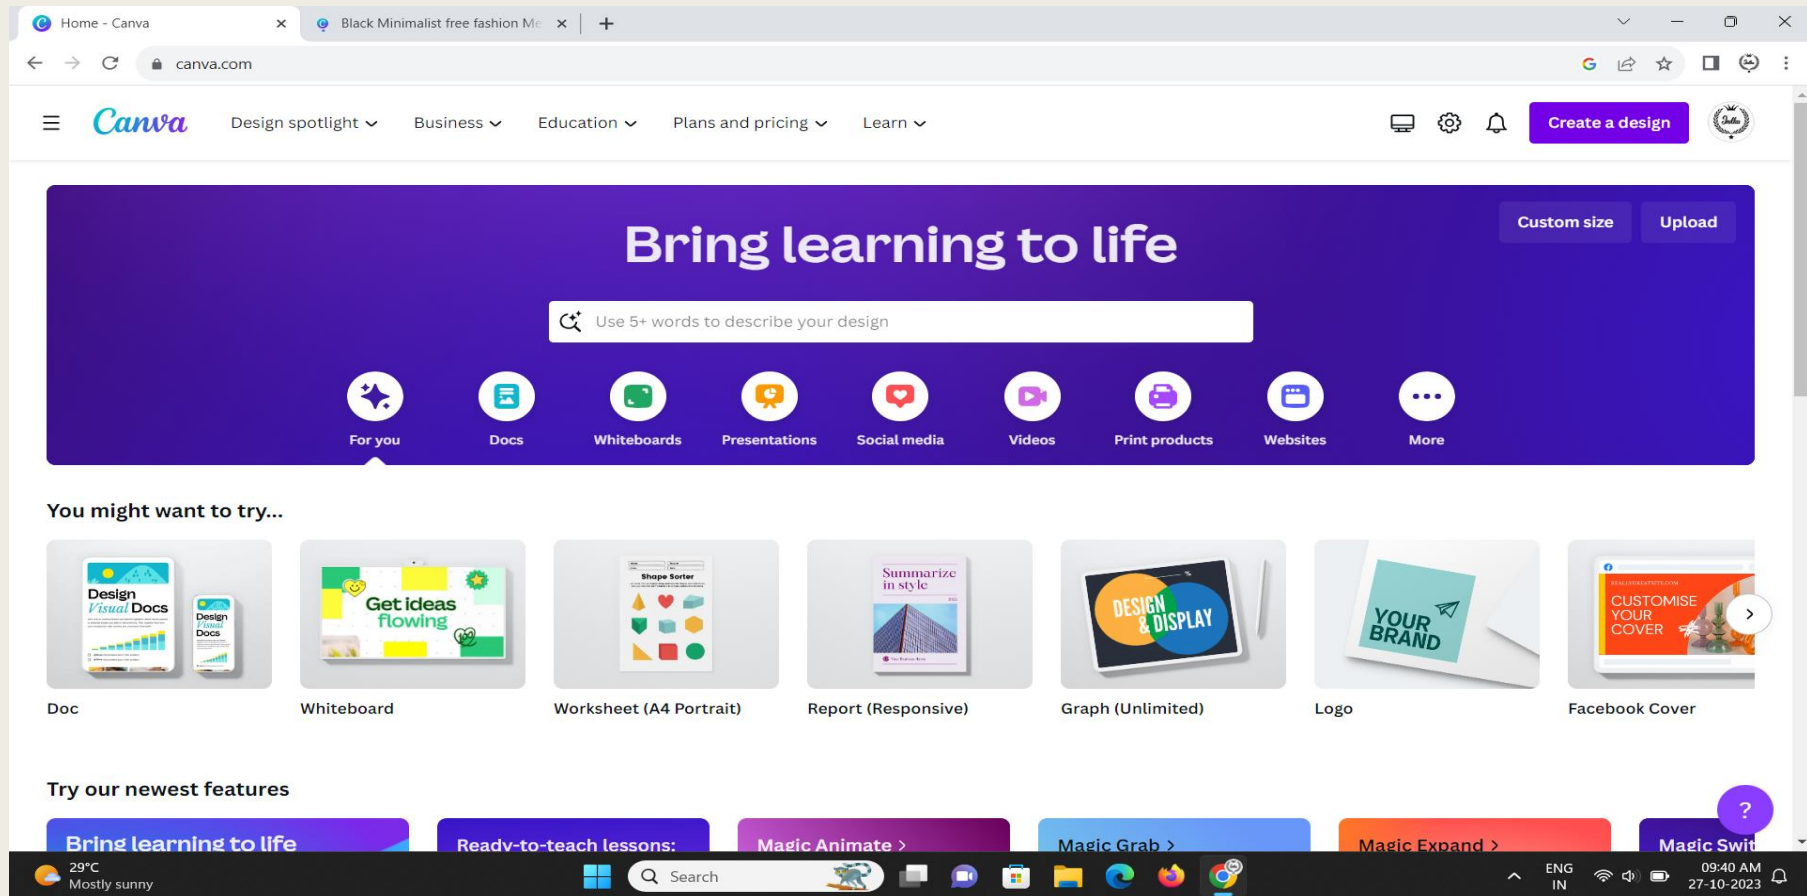 Home - Canva
Black Minimalist free fashion Me
canva.com
Canva
Design spotlight
Business
Education
Plans and pricing
Learn
Create a design
Bring learning to life
Custom size
Upload
Use 5+ words to describe your design
For you
Docs
Whiteboards
Presentations
Social media
Videos
Print products
Websites
More
You might want to try...
Design
Visual Docs
Design
Visual
Docs
Get ideas
flowing
Shape Sorter
Summarize
in style
DESIGN
& DISPLAY
YOUR
BRAND
CUSTOMISE
YOUR
COVER
Doc
Whiteboard
Worksheet (A4 Portrait)
Report (Responsive)
Graph (Unlimited)
Logo
Facebook Cover
Try our newest features
?
Bring learning to life
Ready-to-teach lessons:
Magic Animate >
Magic Grab >
Magic Expand >
Magic Swit
29°C
Mostly sunny
Search
ENG
IN
09:40 AM
27-10-2023